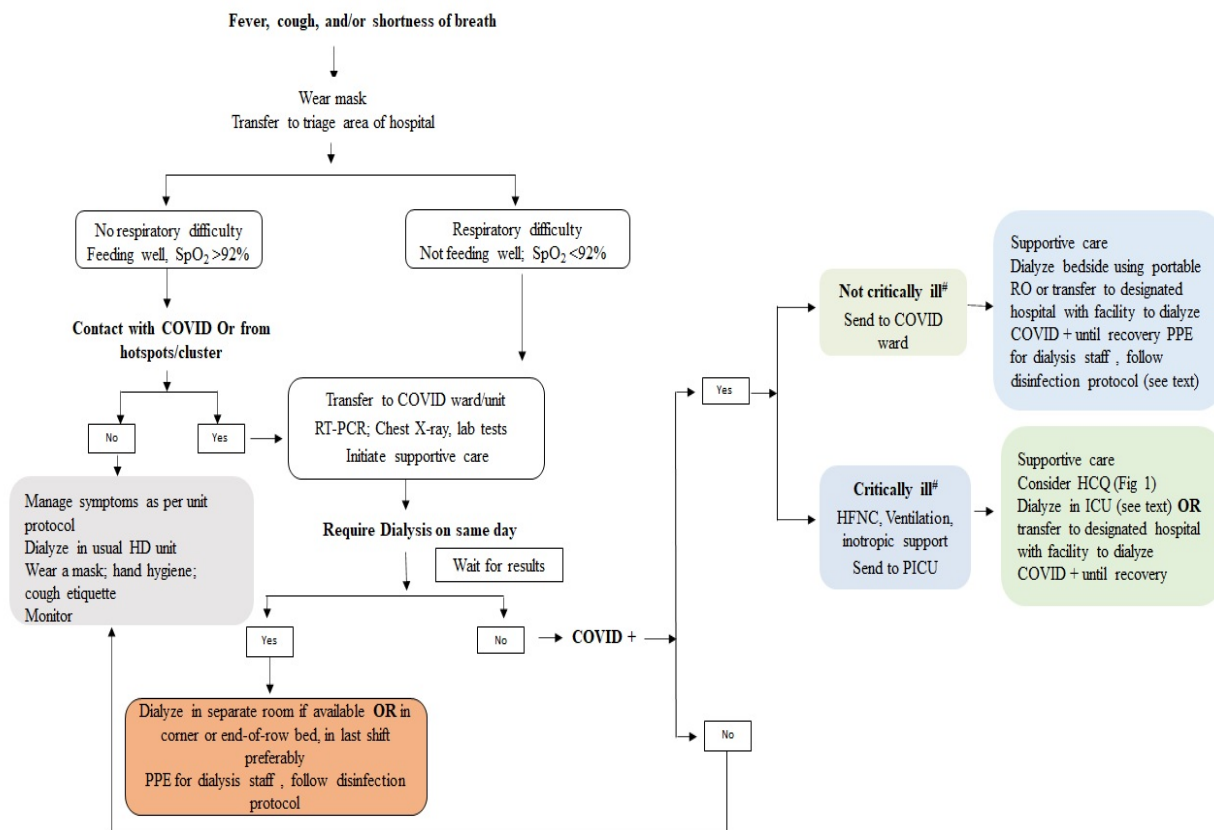 Fever, cough, and/or shortness of breath
Wear mask
Transfer to triage area of hospital
No respiratory difficulty
Feeding well, SpO2 >92%
Respiratory difficulty
Not feeding well; SpO2 <92%
Contact with COVID Or from
hotspots/cluster
No
Yes
Transfer to COVID ward/unit
RT-PCR; Chest X-ray, lab tests
Initiate supportive care
Manage symptoms as per unit
protocol
Dialyze in usual HD unit
Wear a mask; hand hygiene;
cough etiquette
Monitor
Require Dialysis on same day
Wait for results
Yes
No
COVID +
Dialyze in separate room if available OR in
corner or end-of-row bed, in last shift
preferably
PPE for dialysis staff , follow disinfection
protocol
Yes
No
Not critically ill#
Send to COVID
ward
Supportive care
Dialyze bedside using portable
RO or transfer to designated
hospital with facility to dialyze
COVID + until recovery PPE
for dialysis staff , follow
disinfection protocol (see text)
Critically ill#
HFNC, Ventilation,
inotropic support
Send to PICU
Supportive care
Consider HCQ (Fig 1)
Dialyze in ICU (see text) OR
transfer to designated hospital
with facility to dialyze
COVID + until recovery